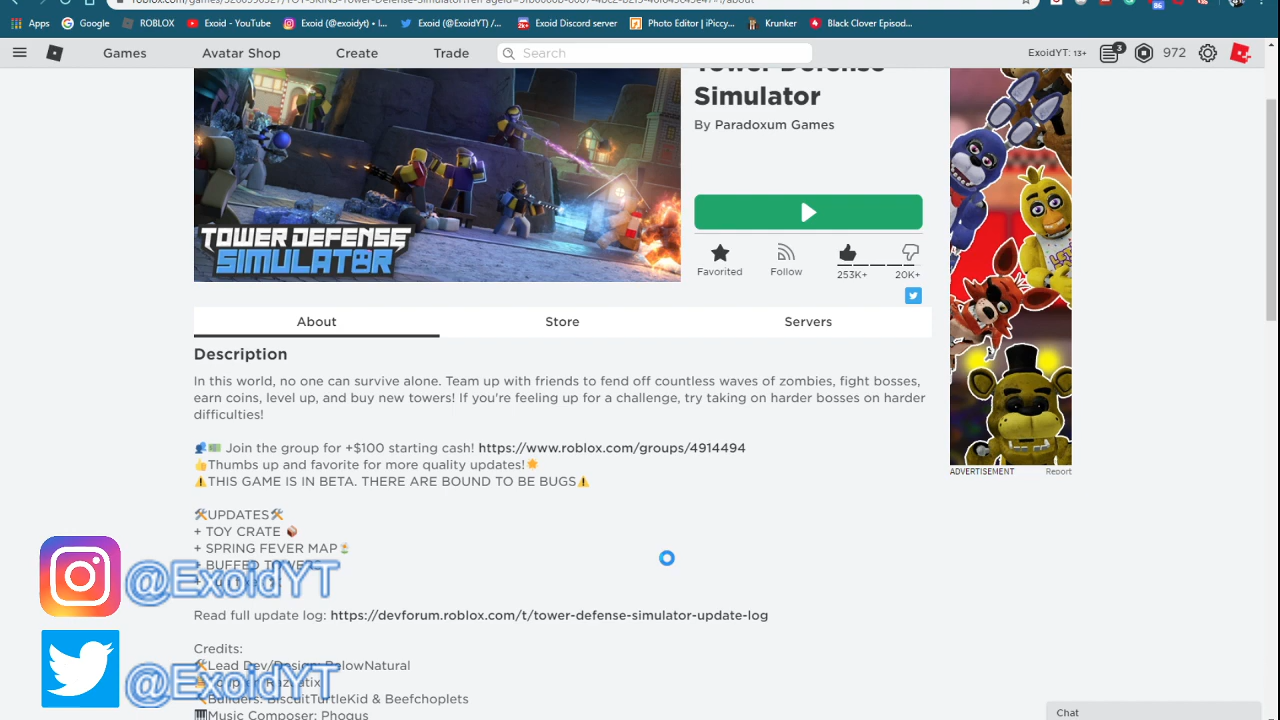 Apps Google ROBLOX Exoid - YouTube Exoid (@exoidyt) • I... Exoid (@ExoidYT) /... Exoid Discord server Photo Editor | iPiccy... Krunker Black Clover Episod...
Games Avatar Shop Create Trade Search ExoidYT: 13+ 3 972
Tower Defense
Simulator
By Paradoxum Games
TOWER DEFENSE
SIMULATOR
Favorited Follow 253K+ 20K+
About Store Servers
Description
In this world, no one can survive alone. Team up with friends to fend off countless waves of zombies, fight bosses,
earn coins, level up, and buy new towers! If you're feeling up for a challenge, try taking on harder bosses on harder
difficulties!
👥💵 Join the group for +$100 starting cash! https://www.roblox.com/groups/4914494
👍Thumbs up and favorite for more quality updates!🌟
⚠️THIS GAME IS IN BETA. THERE ARE BOUND TO BE BUGS⚠️
🛠️UPDATES🛠️
+ TOY CRATE 📦
+ SPRING FEVER MAP
+ BUFFED TOWERS
@ExoidYT
Read full update log: https://devforum.roblox.com/t/tower-defense-simulator-update-log
Credits:
🛠️Lead Dev/Design: BelowNatural
@ExoidYT
Builders: BiscuitTurtleKid & Beefchoplets
🎹Music Composer: Phogus
ADVERTISEMENT Report
Chat